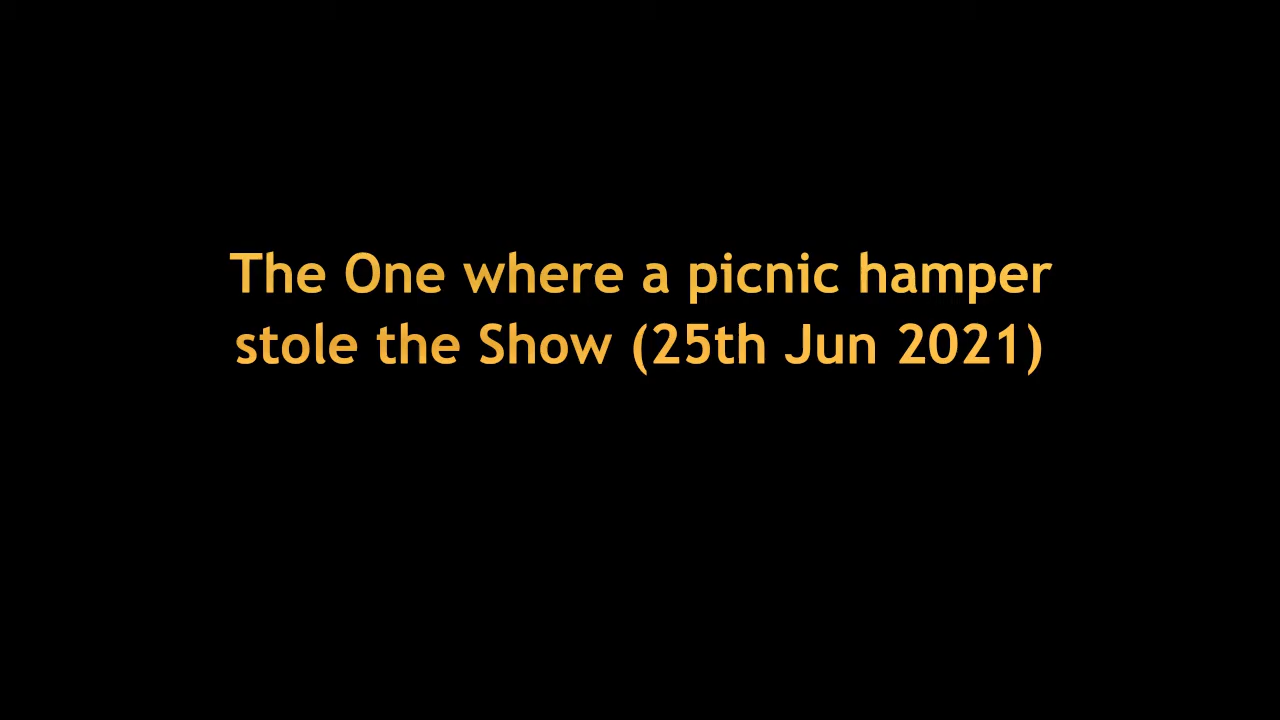 The One where a picnic hamper
stole the Show (25th Jun 2021)